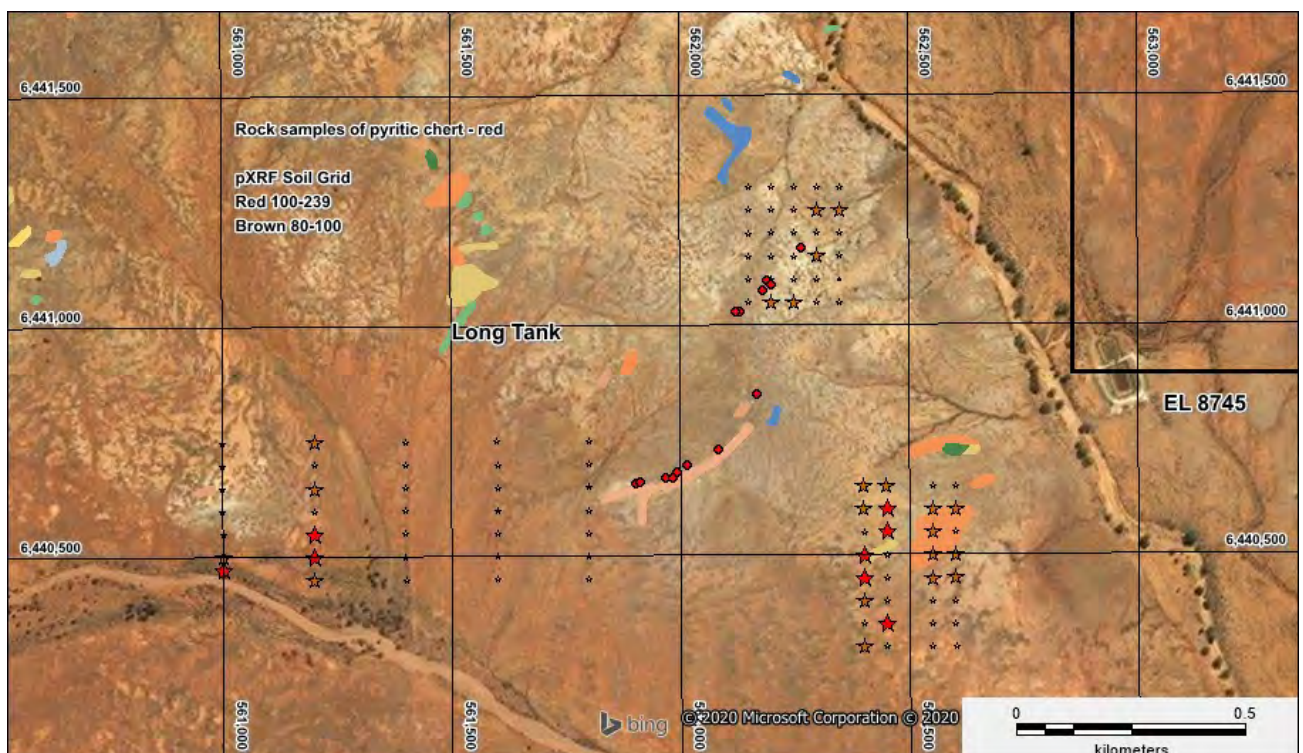 561,000
561,500
562,000
562,500
563,000
6,441,500
6,441,500
Rock samples of pyritic chert - red
pXRF Soil Grid
Red 100-239
Brown 80-100
6,441,000
6,441,000
Long Tank
EL 8745
6,440,500
6,440,500
561,000
561,500
bing
© 2020 Microsoft Corporation © 2020
0
0.5
kilometers